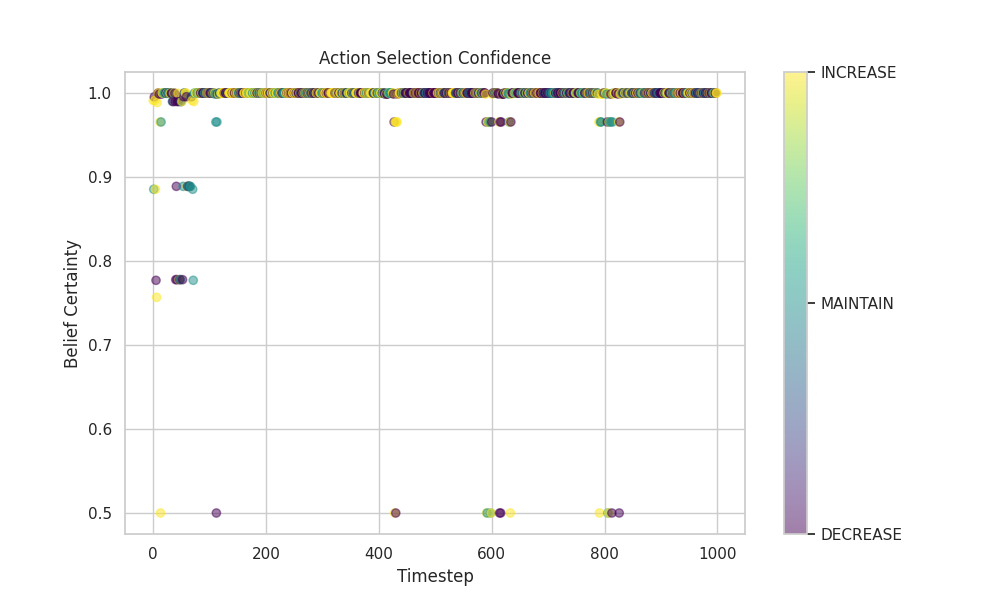 Action Selection Confidence
Belief Certainty
1.0
0.9
0.8
0.7
0.6
0.5
0
200
400
600
800
1000
Timestep
INCREASE
MAINTAIN
DECREASE